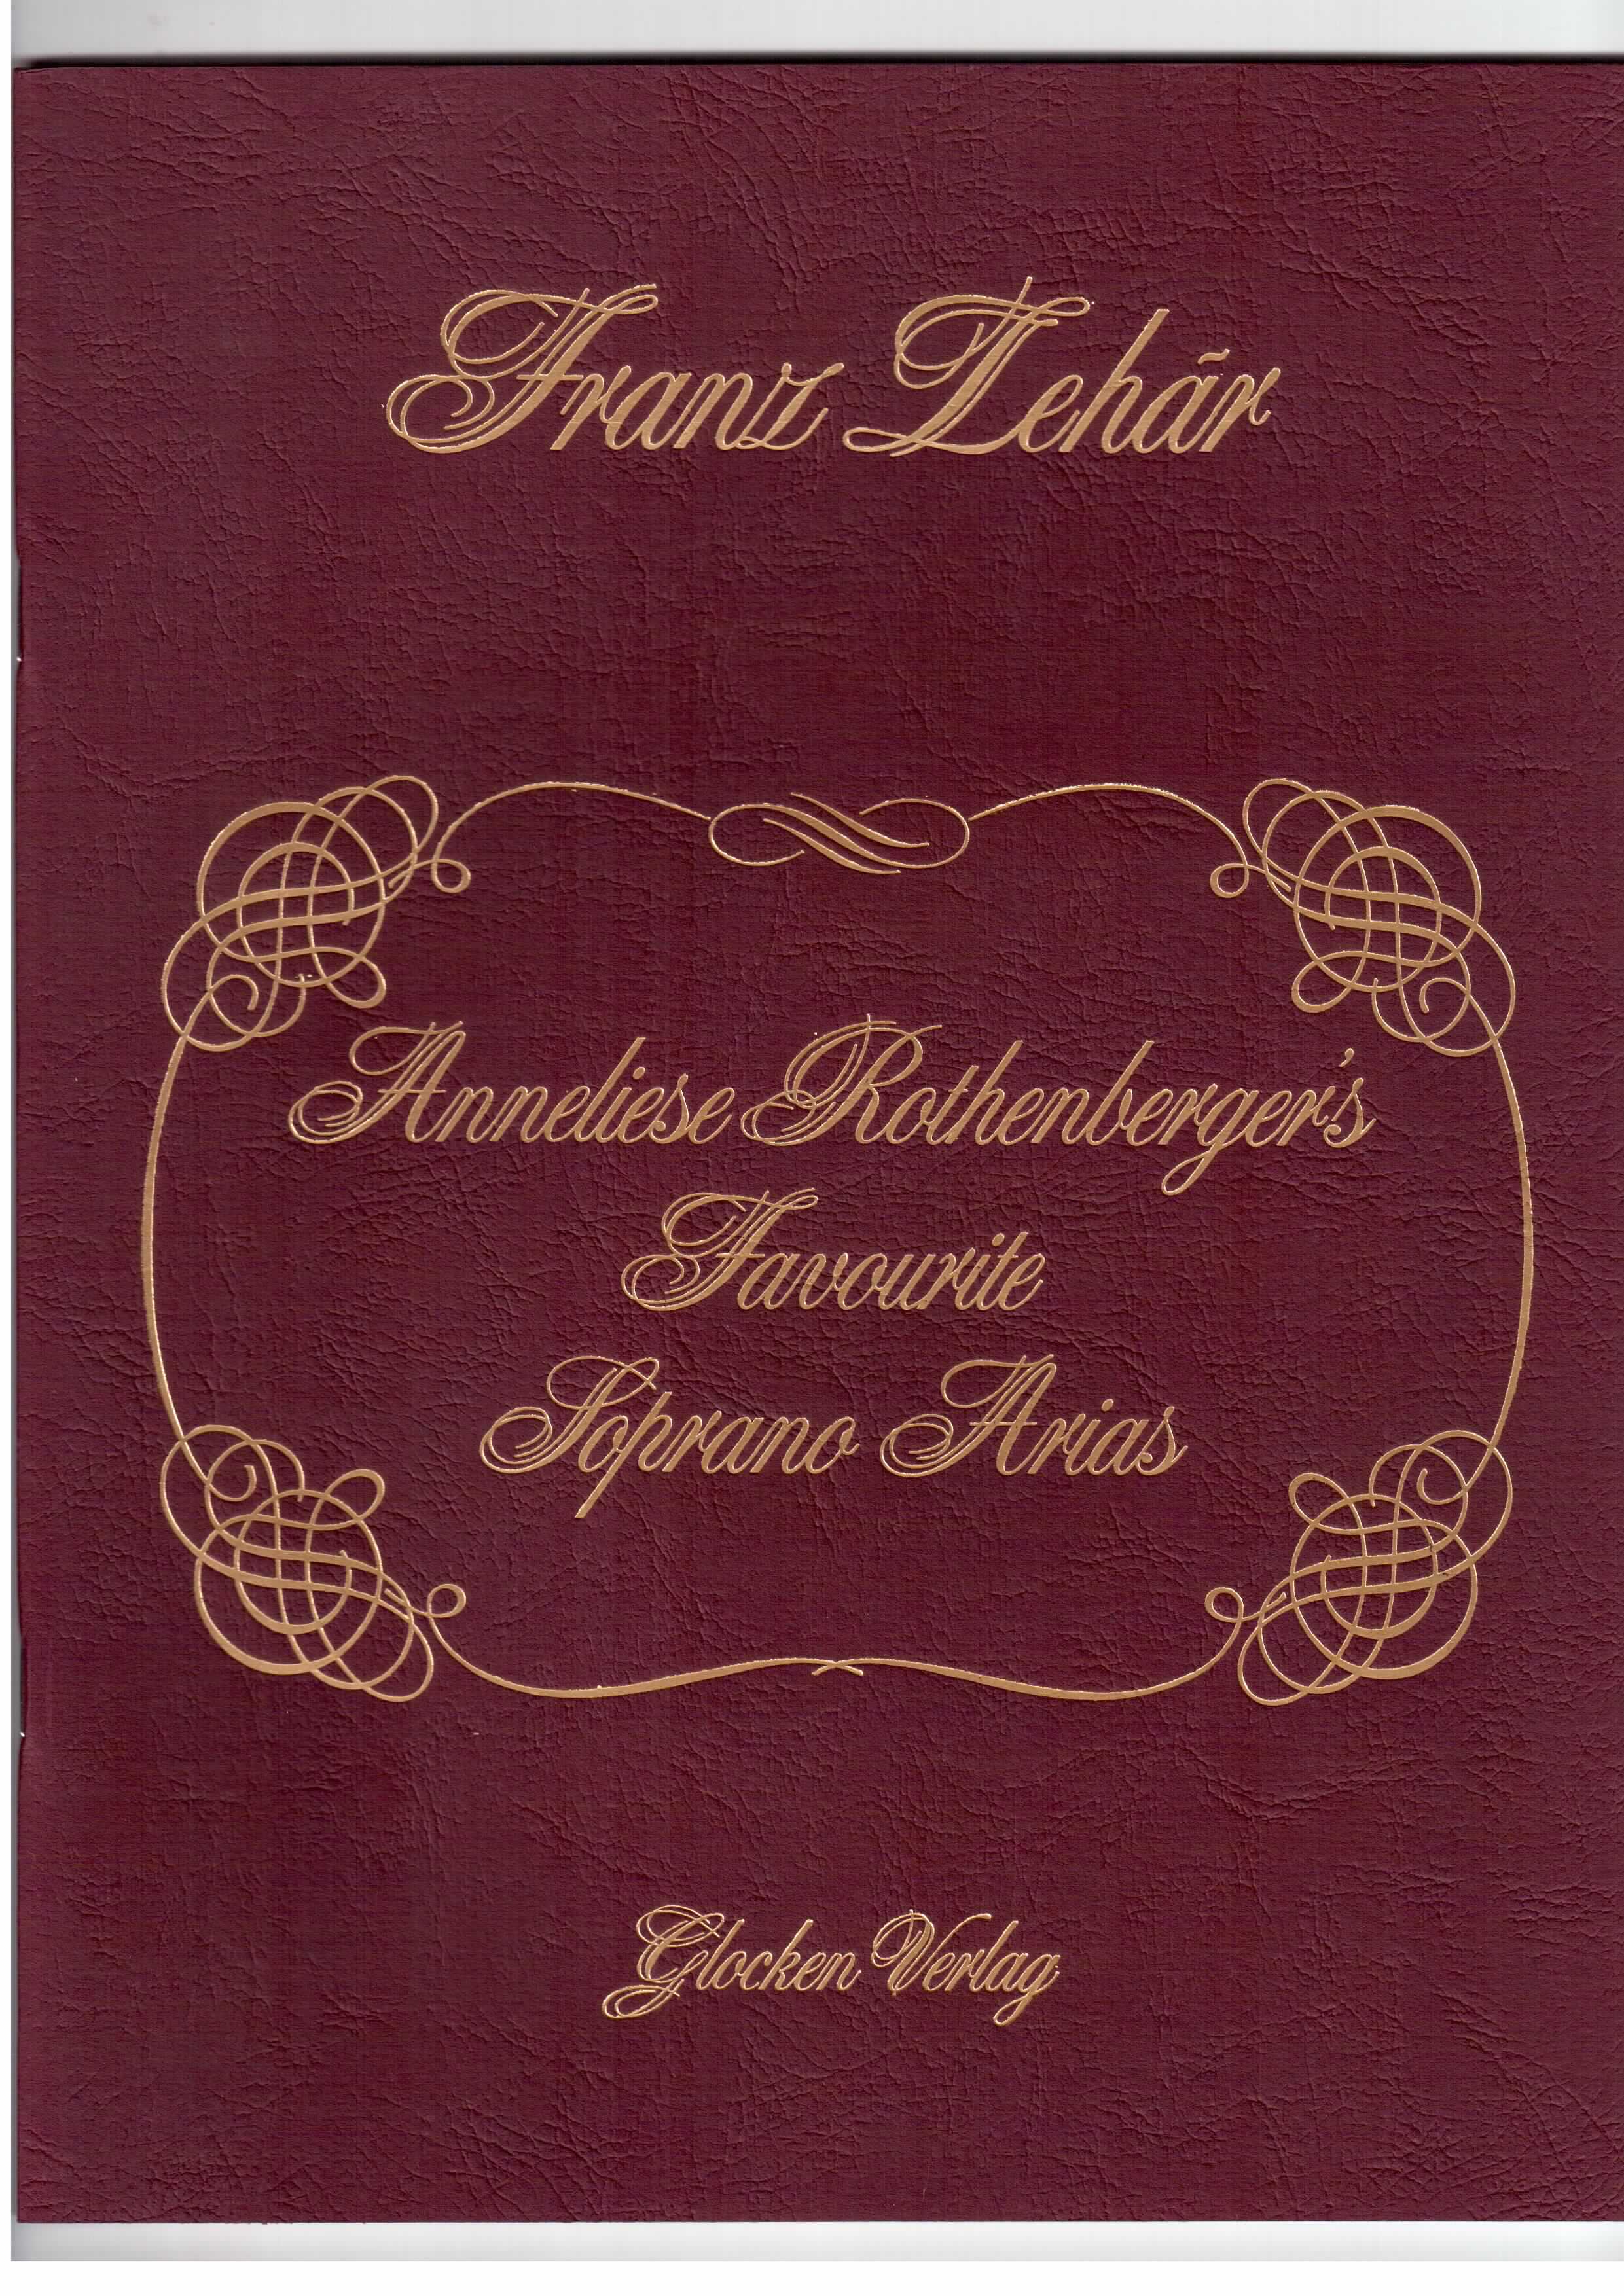 Franz Lehár
Anneliese Rothenberger's
Favourite
Soprano Arias
Glocken Verlag